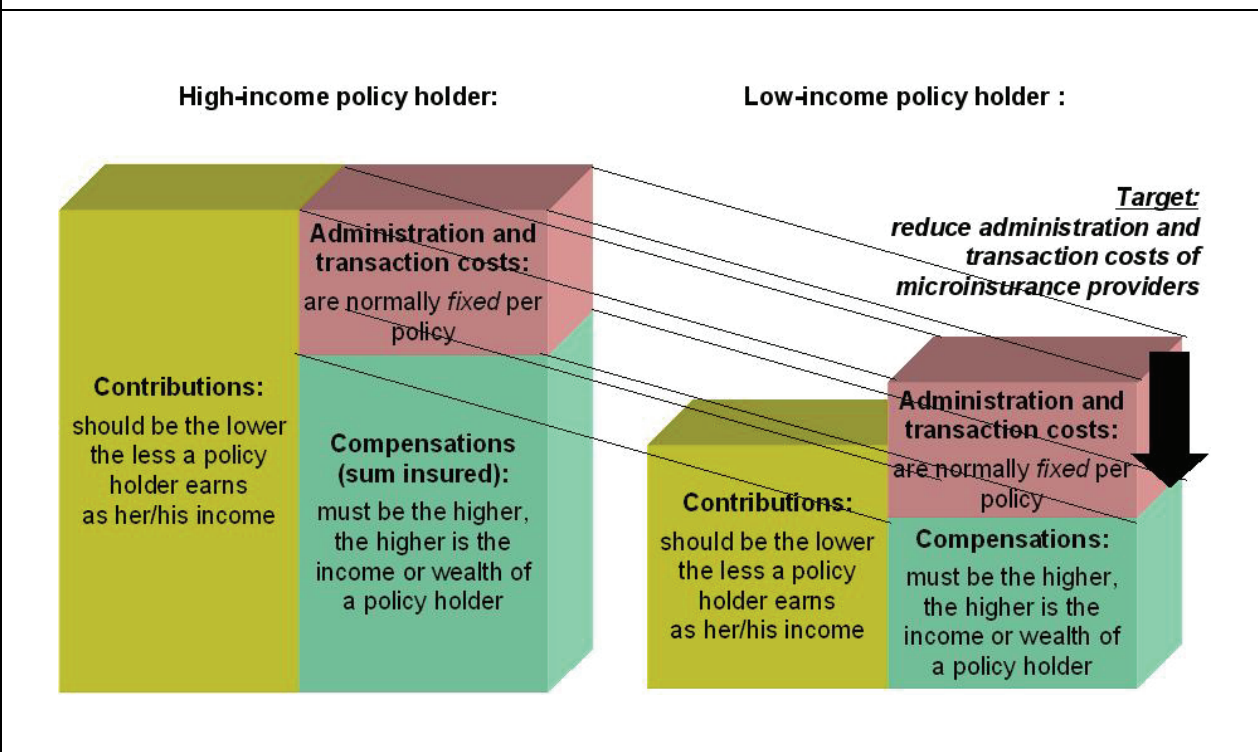 High-income policy holder:
Low-income policy holder :
Target:
reduce administration and
transaction costs of
microinsurance providers
Administration and
transaction costs:
are normally fixed per
policy
Contributions:
should be the lower
the less a policy
holder earns
as her/his income
Compensations
(sum insured):
must be the higher,
the higher is the
income or wealth of
a policy holder
Administration and
transaction costs:
are normally fixed per
policy
Contributions:
should be the lower
the less a policy
holder earns
as her/his income
Compensations:
must be the higher,
the higher is the
income or wealth of
a policy holder